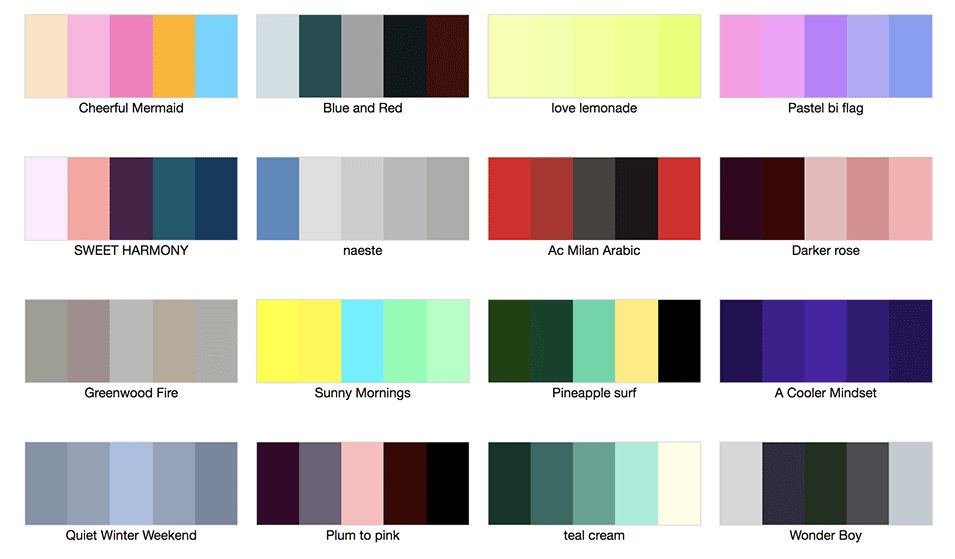 Cheerful Mermaid
Blue and Red
love lemonade
Pastel bi flag
SWEET HARMONY
naeste
Ac Milan Arabic
Darker rose
Greenwood Fire
Sunny Mornings
Pineapple surf
A Cooler Mindset
Quiet Winter Weekend
Plum to pink
teal cream
Wonder Boy